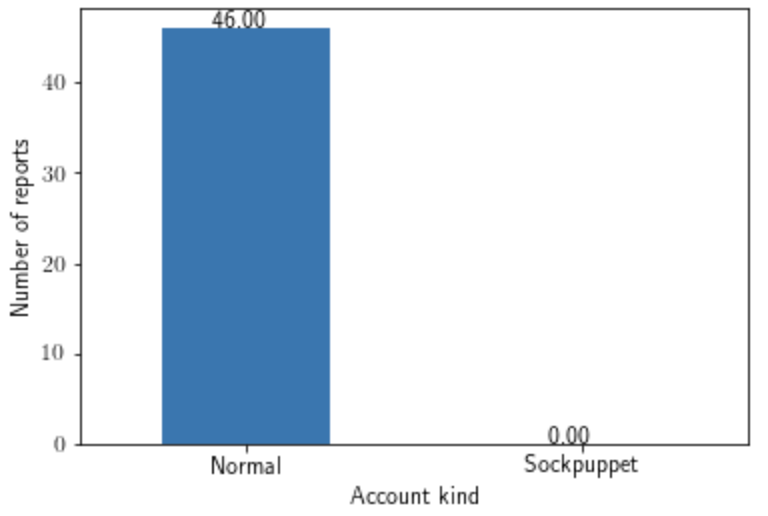 46.00
40
30
20
10
0
Number of reports
0.00
Normal
Sockpuppet
Account kind